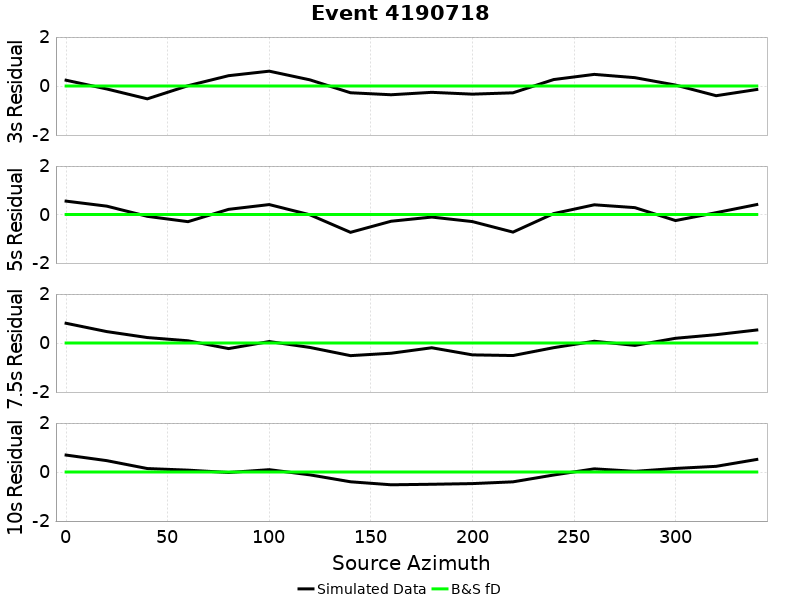 Event 4190718
3s Residual
2
0
-2
5s Residual
2
0
-2
7.5s Residual
2
0
-2
10s Residual
2
0
-2
0 50 100 150 200 250 300
Source Azimuth
Simulated Data B&S fD